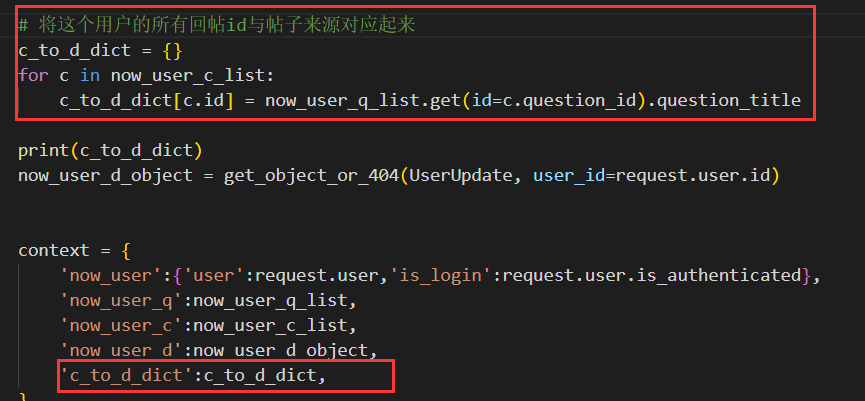 # 将这个用户的所有回帖id与帖子来源对应起来
c_to_d_dict = {}
for c in now_user_c_list:
    c_to_d_dict[c.id] = now_user_q_list.get(id=c.question_id).question_title
print(c_to_d_dict)
now_user_d_object = get_object_or_404(UserUpdate, user_id=request.user.id)
context = {
    'now_user':{'user':request.user,'is_login':request.user.is_authenticated},
    'now_user_q':now_user_q_list,
    'now_user_c':now_user_c_list,
    'now_user_d':now_user_d_object,
    'c_to_d_dict':c_to_d_dict,
}